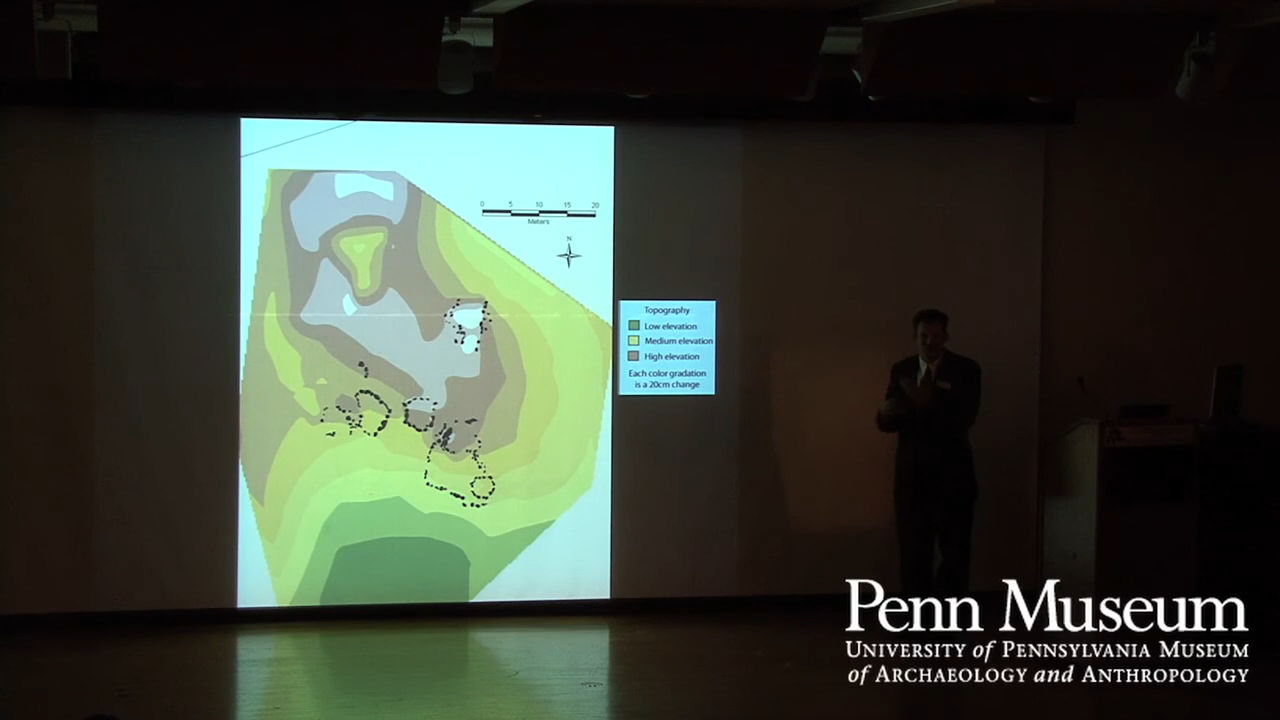 0 5 10 15 20
Meters
N
Topography
Low elevation
Medium elevation
High elevation
Each color gradation
is a 20cm change
Penn Museum
University of Pennsylvania Museum
of Archaeology and Anthropology